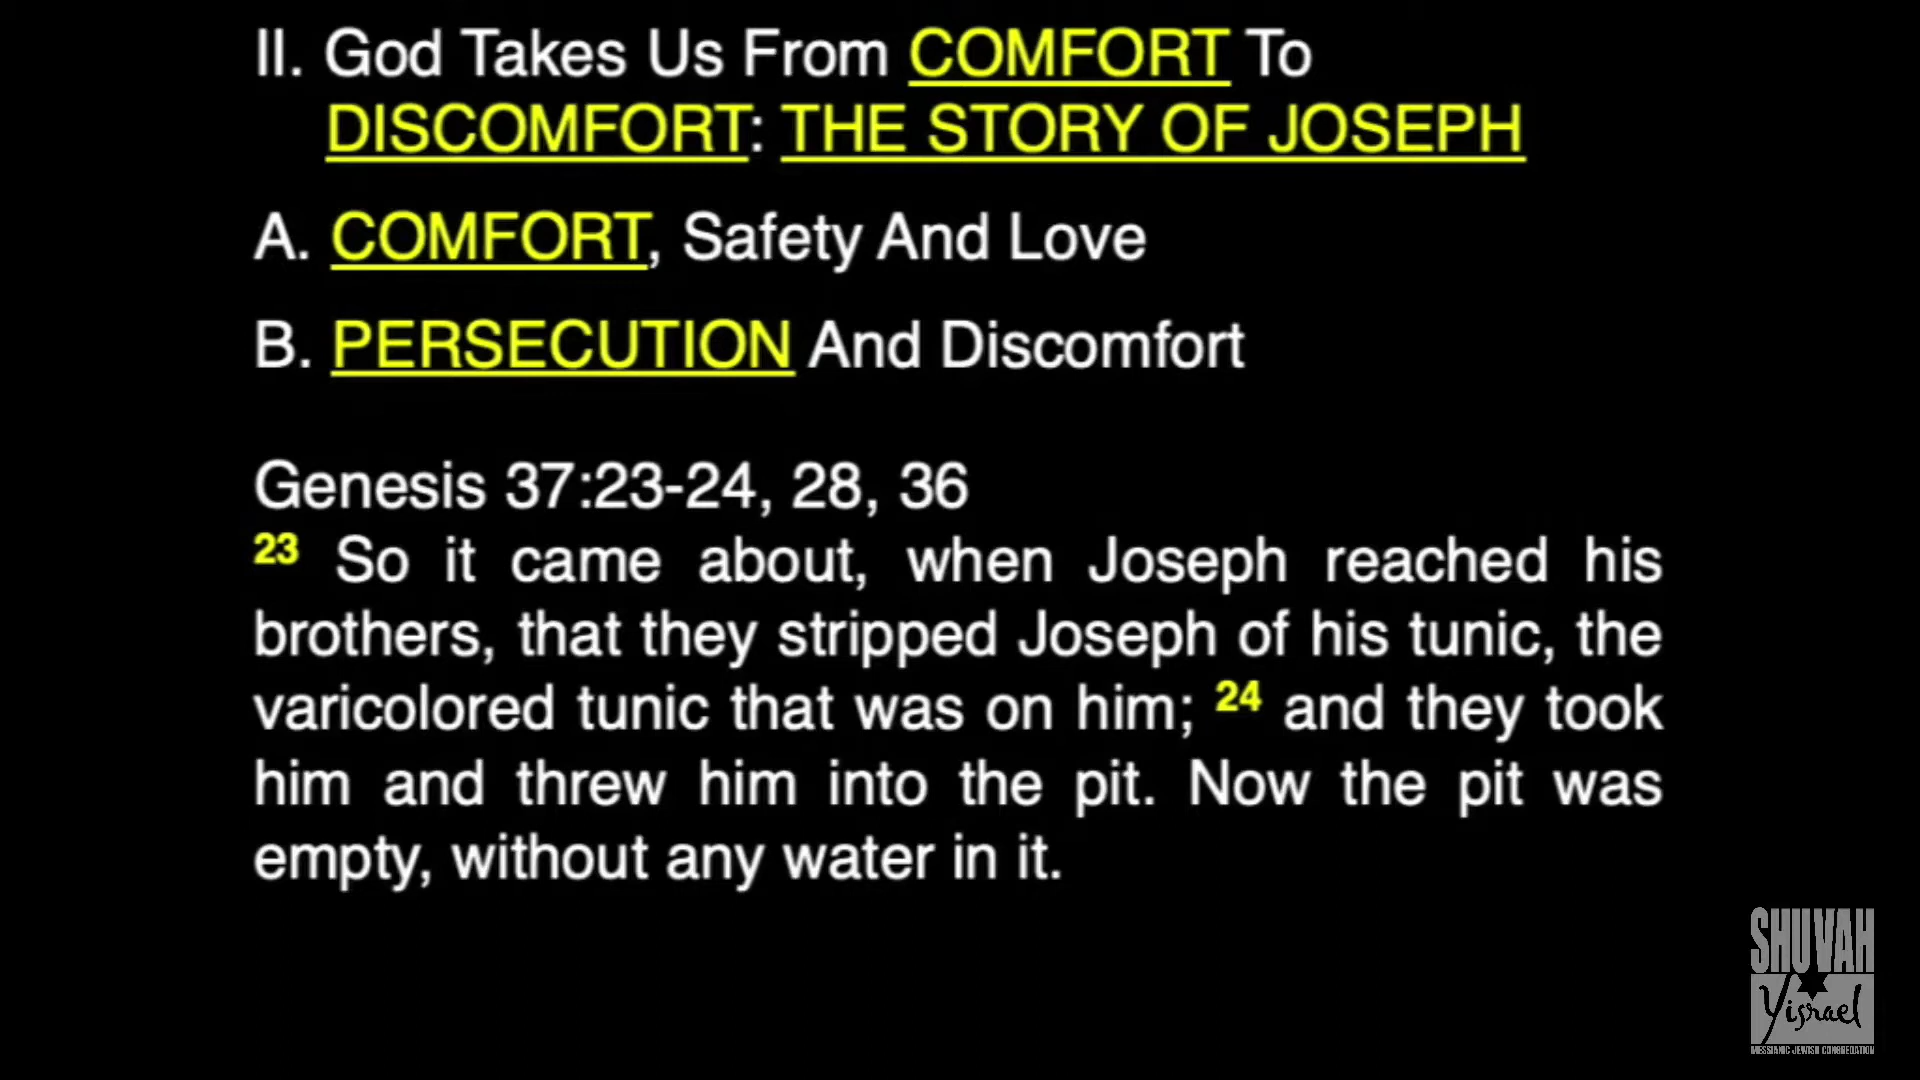 II. God Takes Us From COMFORT To
DISCOMFORT: THE STORY OF JOSEPH
A. COMFORT, Safety And Love
B. PERSECUTION And Discomfort
Genesis 37:23-24, 28, 36
23 So it came about, when Joseph reached his
brothers, that they stripped Joseph of his tunic, the
varicolored tunic that was on him; 24 and they took
him and threw him into the pit. Now the pit was
empty, without any water in it.
SHUVAH
Yisrael
MESSIANIC JEWISH CONGREGATION